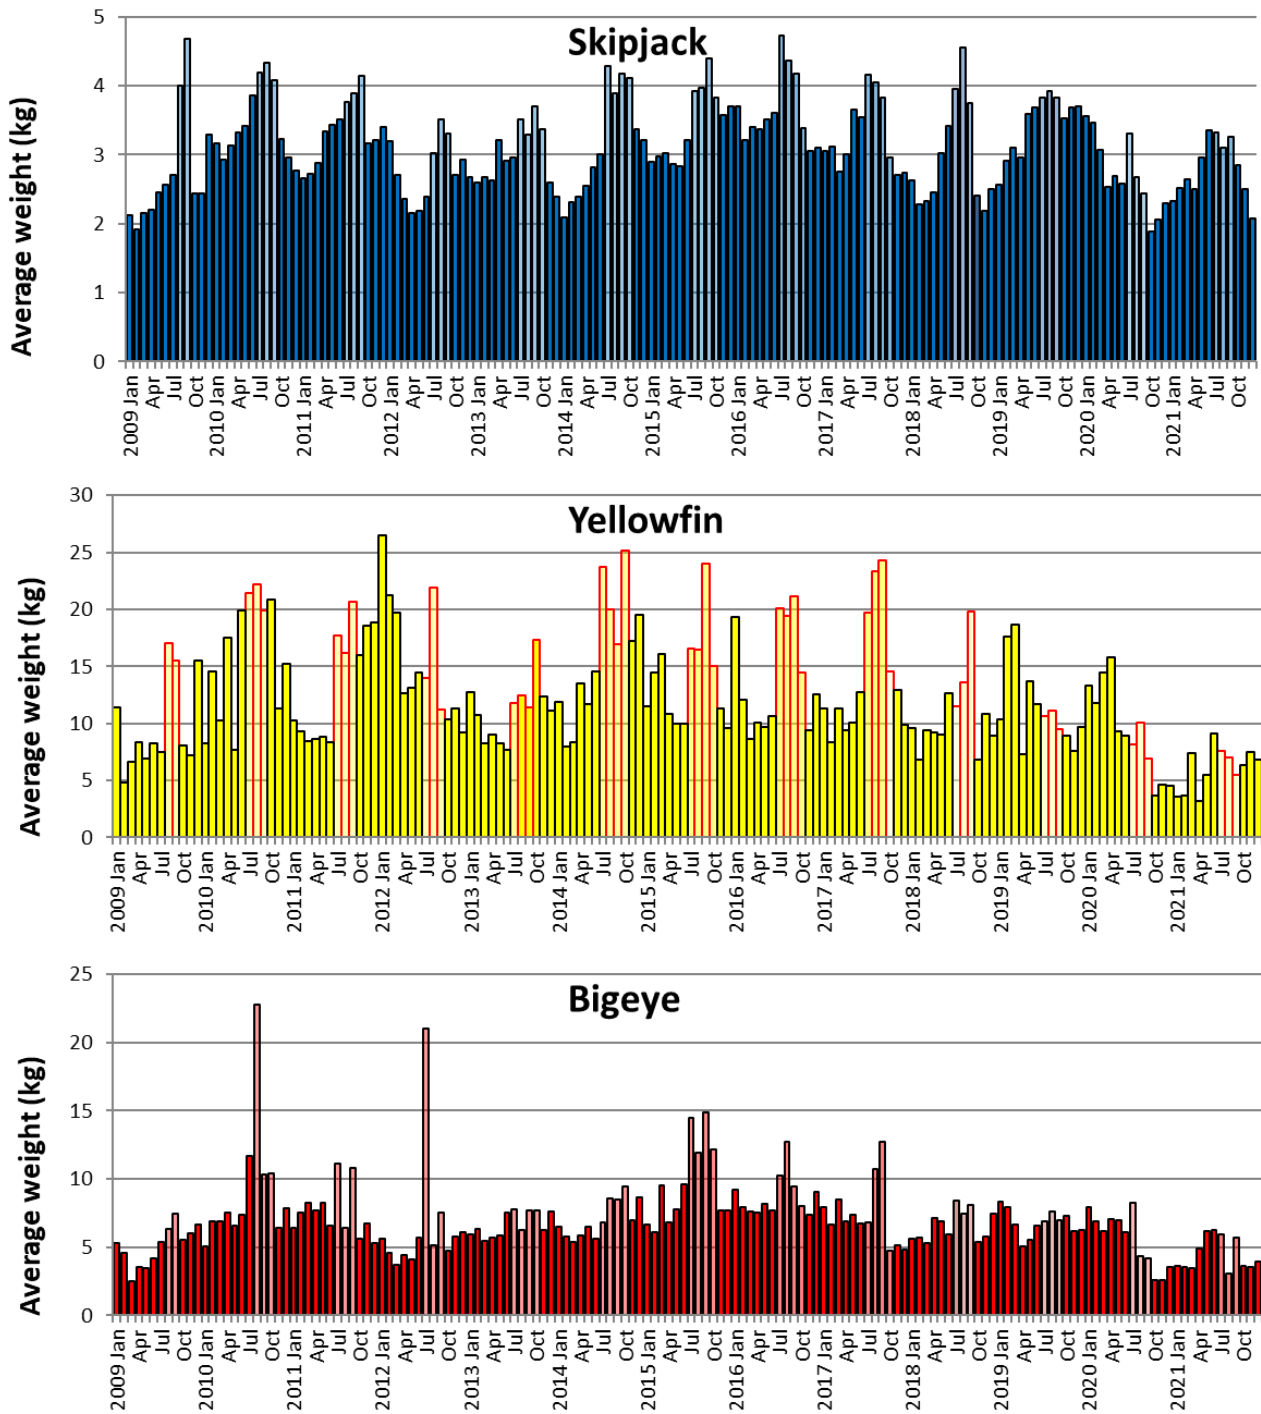 Skipjack
Average weight (kg)
5
4
3
2
1
0
2009 Jan Apr Jul Oct 2010 Jan Apr Jul Oct 2011 Jan Apr Jul Oct 2012 Jan Apr Jul Oct 2013 Jan Apr Jul Oct 2014 Jan Apr Jul Oct 2015 Jan Apr Jul Oct 2016 Jan Apr Jul Oct 2017 Jan Apr Jul Oct 2018 Jan Apr Jul Oct 2019 Jan Apr Jul Oct 2020 Jan Apr Jul Oct 2021 Jan Apr Jul Oct
Yellowfin
Average weight (kg)
30
25
20
15
10
5
0
2009 Jan Apr Jul Oct 2010 Jan Apr Jul Oct 2011 Jan Apr Jul Oct 2012 Jan Apr Jul Oct 2013 Jan Apr Jul Oct 2014 Jan Apr Jul Oct 2015 Jan Apr Jul Oct 2016 Jan Apr Jul Oct 2017 Jan Apr Jul Oct 2018 Jan Apr Jul Oct 2019 Jan Apr Jul Oct 2020 Jan Apr Jul Oct 2021 Jan Apr Jul Oct
Bigeye
Average weight (kg)
25
20
15
10
5
0
2009 Jan Apr Jul Oct 2010 Jan Apr Jul Oct 2011 Jan Apr Jul Oct 2012 Jan Apr Jul Oct 2013 Jan Apr Jul Oct 2014 Jan Apr Jul Oct 2015 Jan Apr Jul Oct 2016 Jan Apr Jul Oct 2017 Jan Apr Jul Oct 2018 Jan Apr Jul Oct 2019 Jan Apr Jul Oct 2020 Jan Apr Jul Oct 2021 Jan Apr Jul Oct